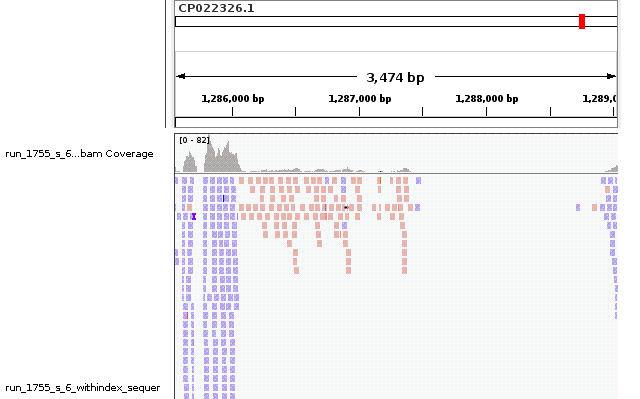 CP022326.1
3,474 bp
1,286,000 bp 1,287,000 bp 1,288,000 bp 1,289,0
[0 - 82]
run_1755_s_6...bam Coverage
run_1755_s_6_withindex_sequer